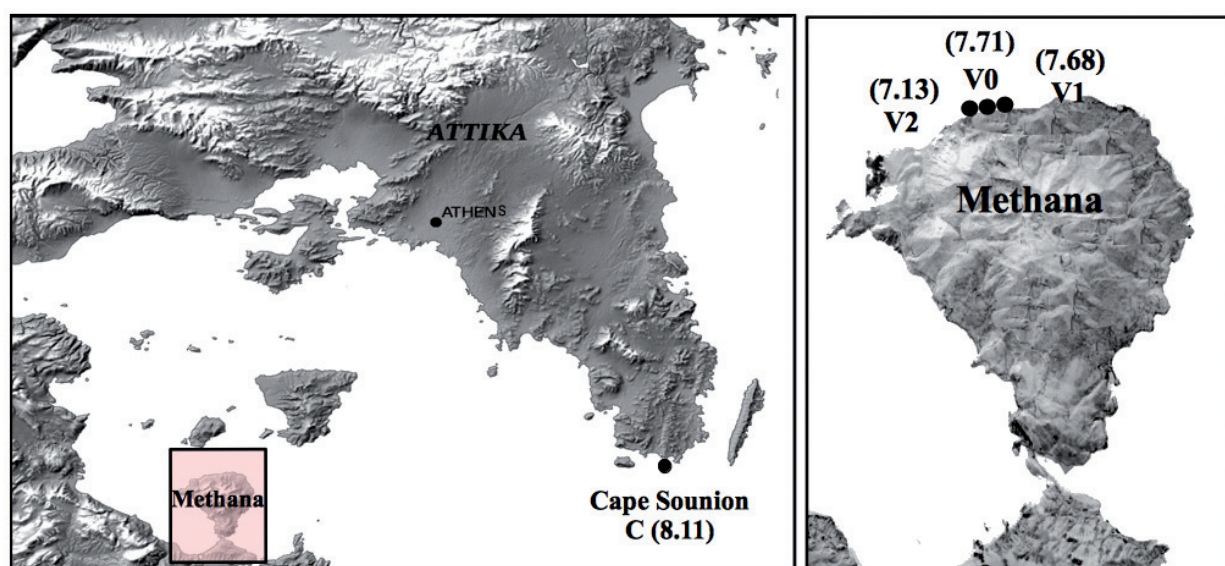 ATTIKA
ATHENS
Methana
Cape Sounion
C (8.11)
(7.13)
V2
(7.71)
V0
(7.68)
V1
Methana